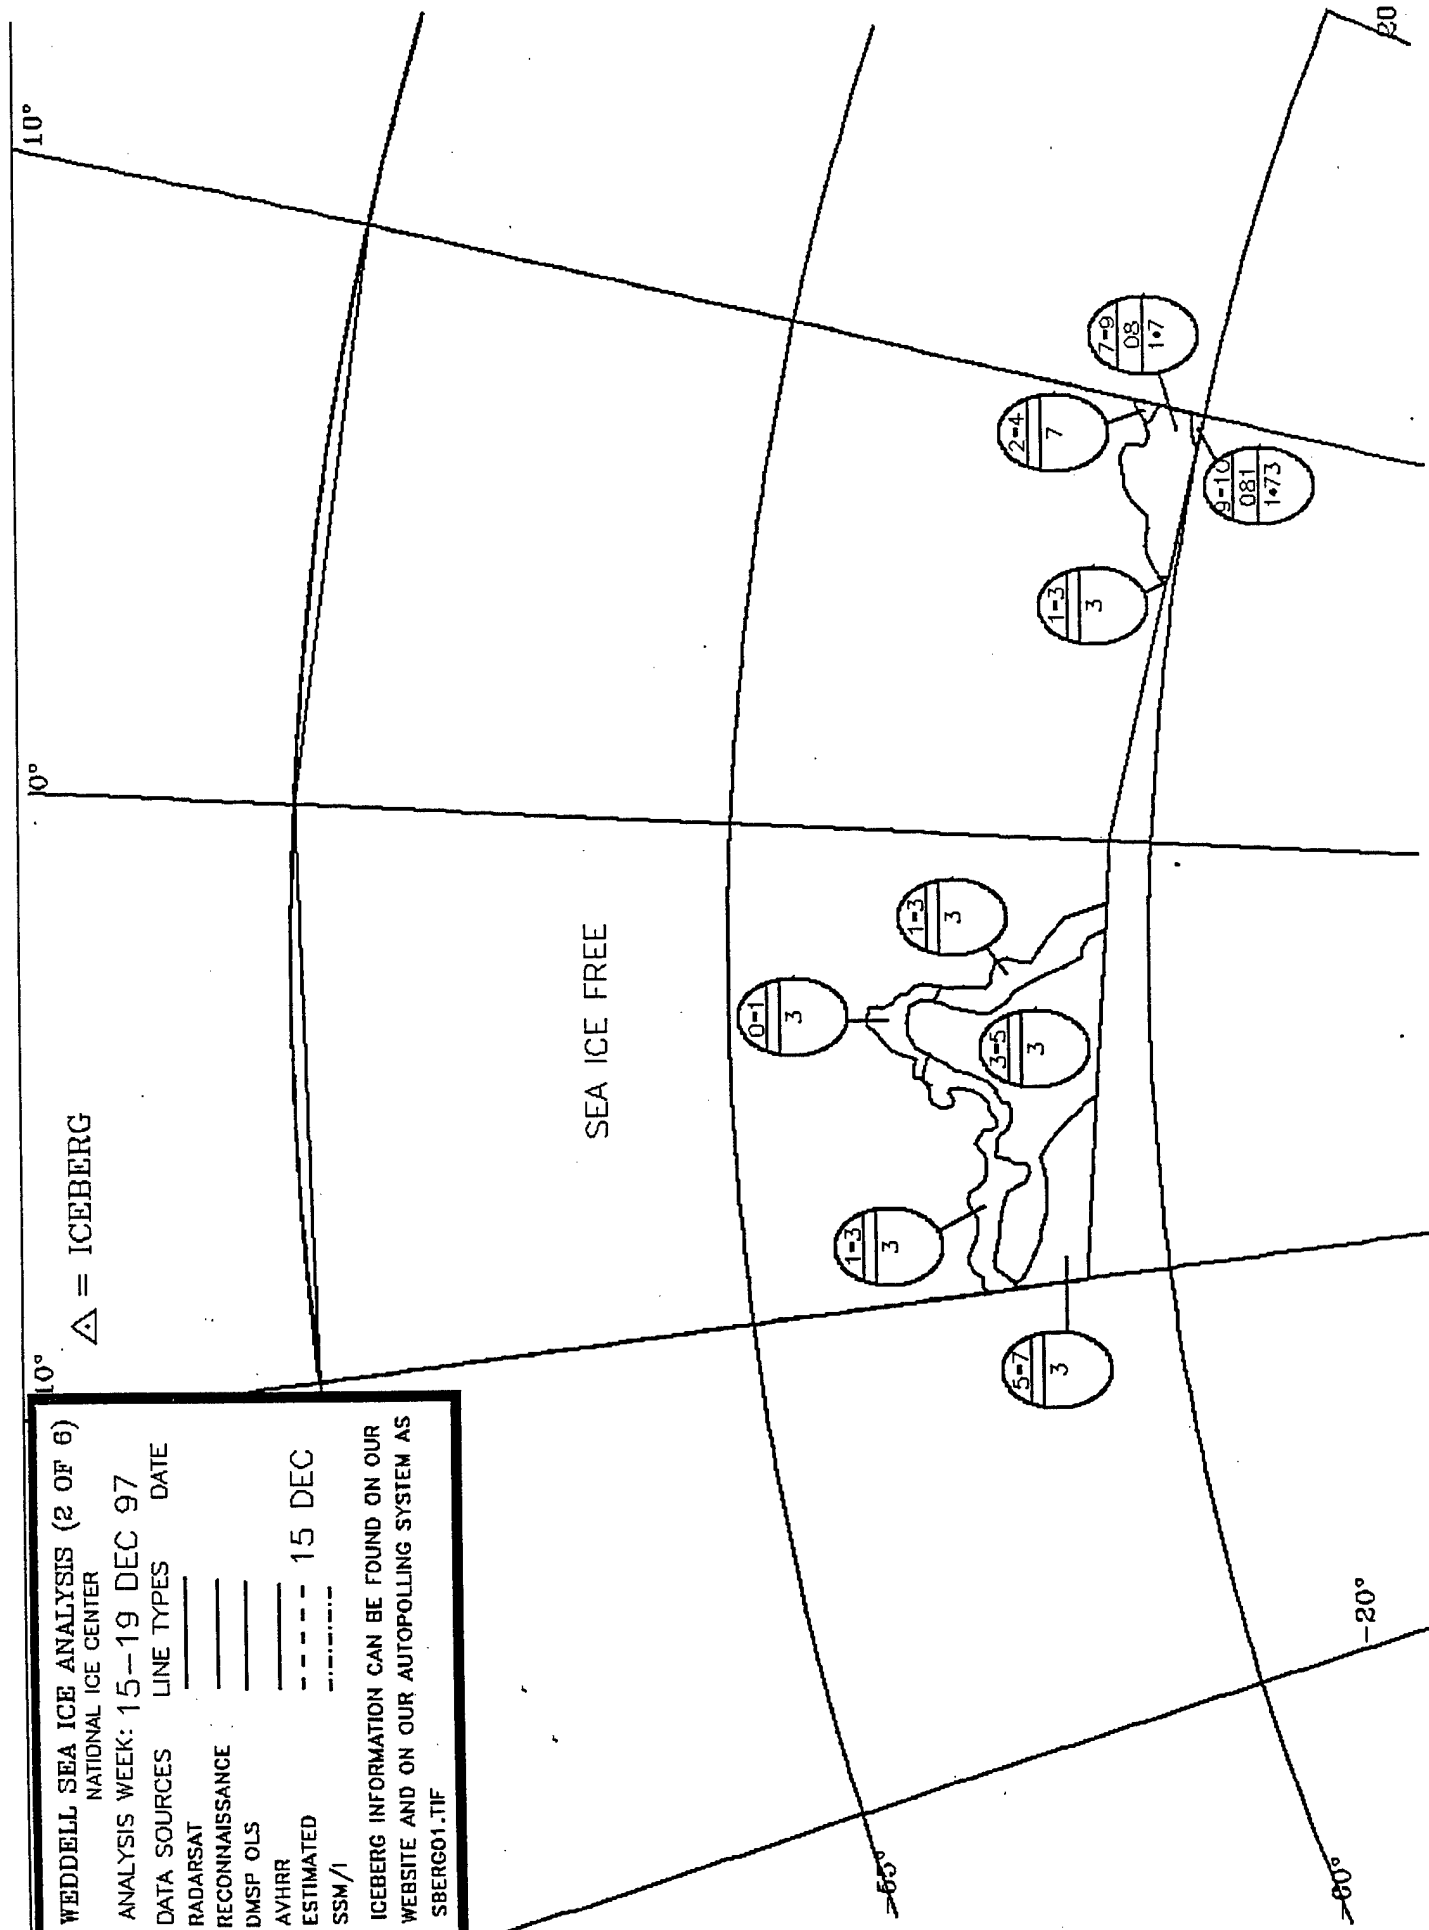 WEDDELL SEA ICE ANALYSIS (2 OF 6)
NATIONAL ICE CENTER
ANALYSIS WEEK: 15-19 DEC 97
DATA SOURCES LINE TYPES DATE
RADARSAT
RECONNAISSANCE
DMSP OLS
AVHRR
ESTIMATED 15 DEC
SSM/I
ICEBERG INFORMATION CAN BE FOUND ON OUR
WEBSITE AND ON OUR AUTOPOLLING SYSTEM AS
SBERG01.TIF
10°
0°
10°
= ICEBERG
SEA ICE FREE
0-1
3
1-3
3
1-3
3
3-5
3
5-7
3
1-3
3
2-4
7
7-9
08
1•7
9-10
081
1•73
-55°
-60°
-20°
20